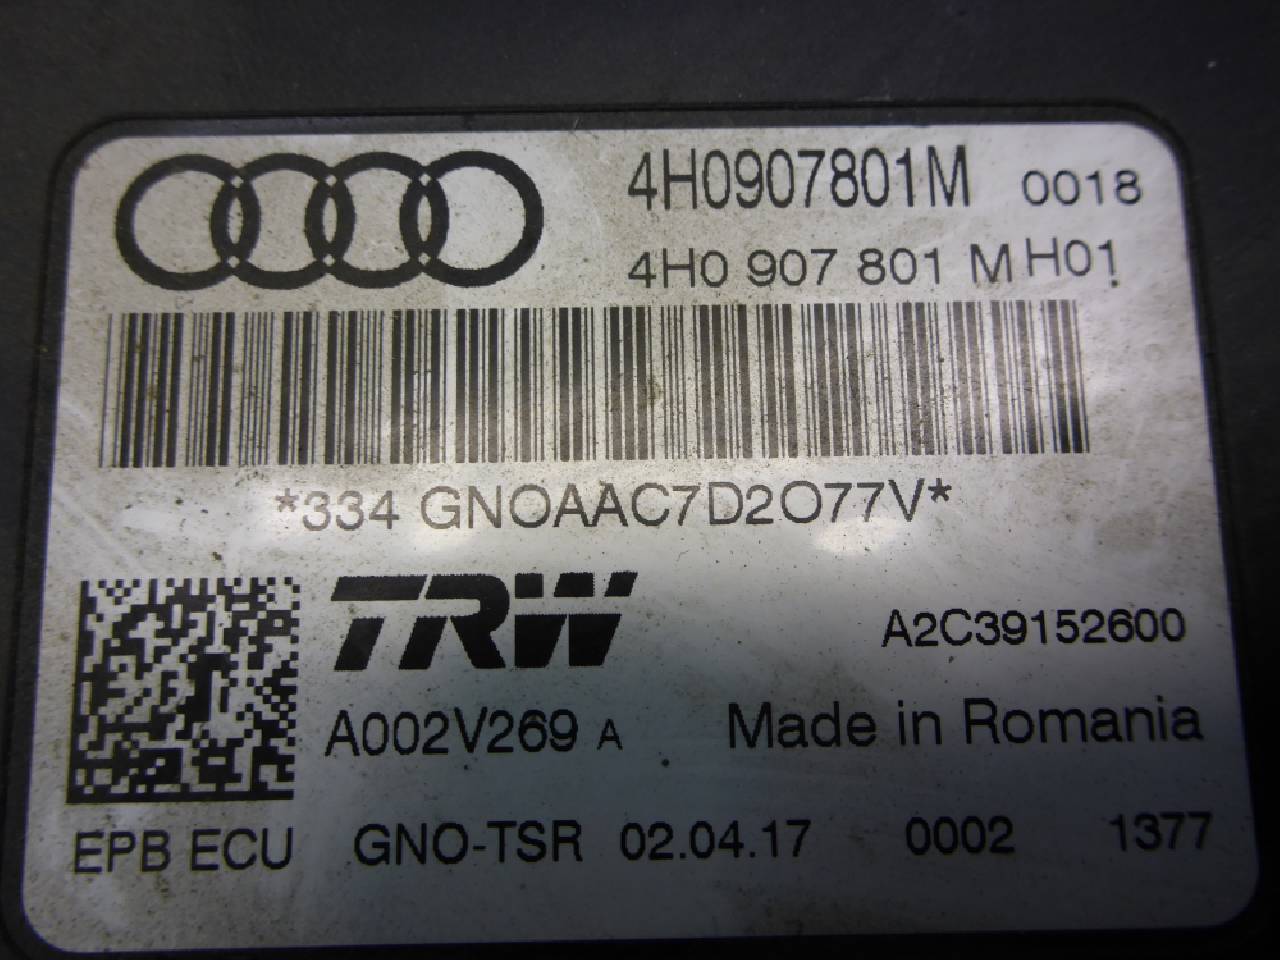 4H0907801M 0018
4H0 907 801 M H01
*334 GNOAAC7D2O77V*
TRW
A2C39152600
A002V269 A
Made in Romania
EPB ECU GNO-TSR 02.04.17 0002 1377